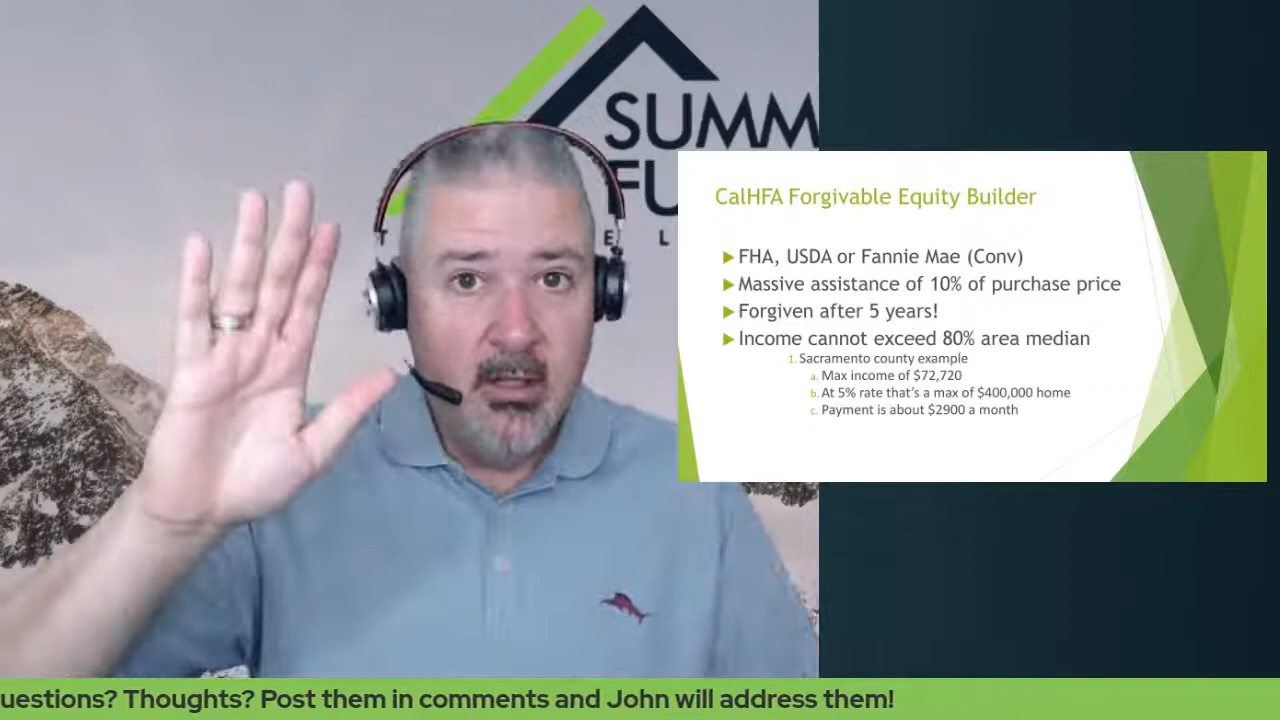 SUMM
FU
T
E L
CalHFA Forgivable Equity Builder
FHA, USDA or Fannie Mae (Conv)
Massive assistance of 10% of purchase price
Forgiven after 5 years!
Income cannot exceed 80% area median
1. Sacramento county example
a. Max income of $72,720
b. At 5% rate that's a max of $400,000 home
c. Payment is about $2900 a month
uestions? Thoughts? Post them in comments and John will address them!